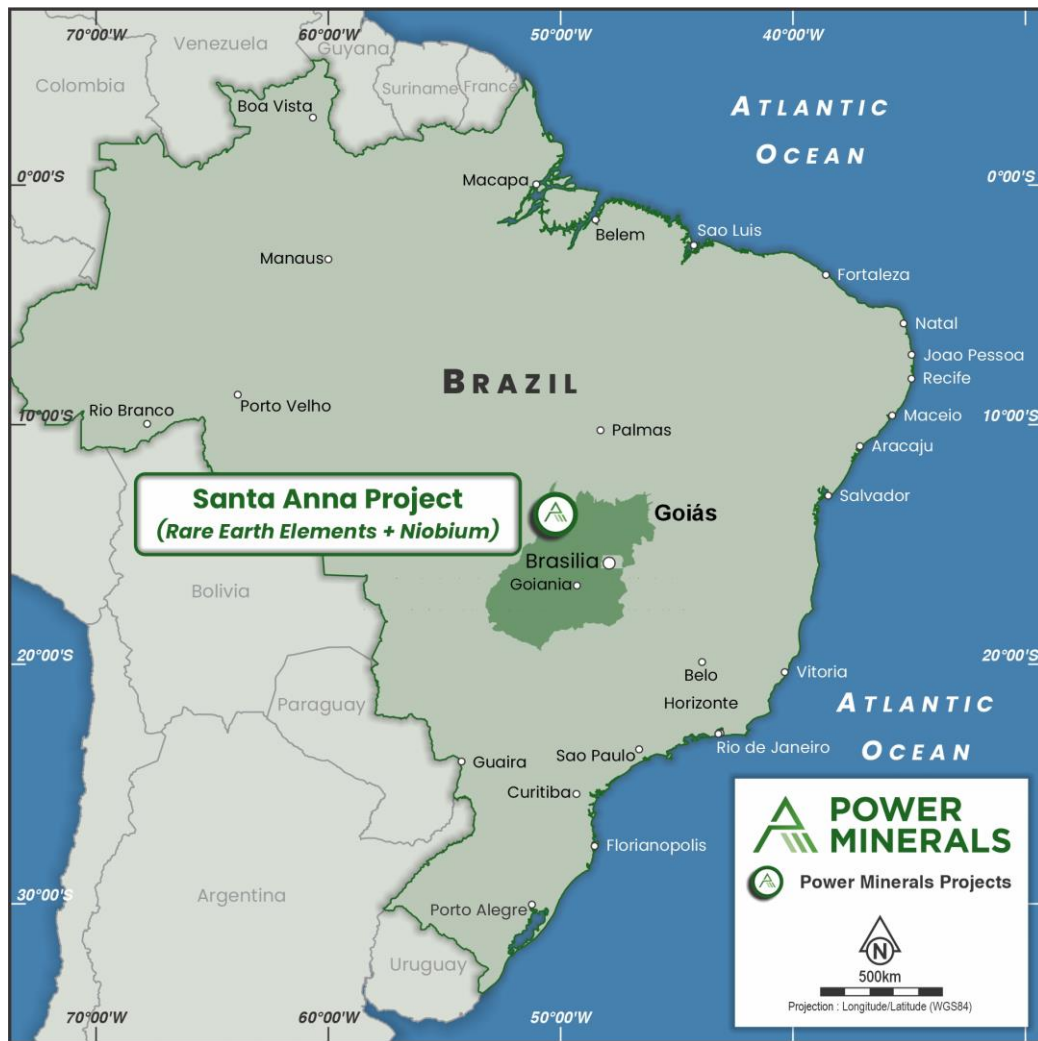 70°00'W
60°00'W
50°00'W
40°00'W
Venezuela
Guyana
Colombia
Suriname
France
Boa Vista
ATLANTIC
OCEAN
0°00'S
0°00'S
Macapa
Belem
Sao Luis
Manaus
Fortaleza
Natal
Joao Pessoa
Recife
BRAZIL
Porto Velho
Rio Branco
Maceio
10°00'S
10°00'S
Palmas
Aracaju
Santa Anna Project
(Rare Earth Elements + Niobium)
Salvador
Goiás
Brasilia
Goiania
Bolivia
20°00'S
20°00'S
Belo
Horizonte
Vitoria
Paraguay
ATLANTIC
OCEAN
Rio de Janeiro
Sao Paulo
Guaira
Curitiba
Florianopolis
POWER
MINERALS
Power Minerals Projects
Argentina
30°00'S
30°00'S
Porto Alegre
Uruguay
N
500km
Projection : Longitude/Latitude (WGS84)
70°00'W
60°00'W
50°00'W
40°00'W